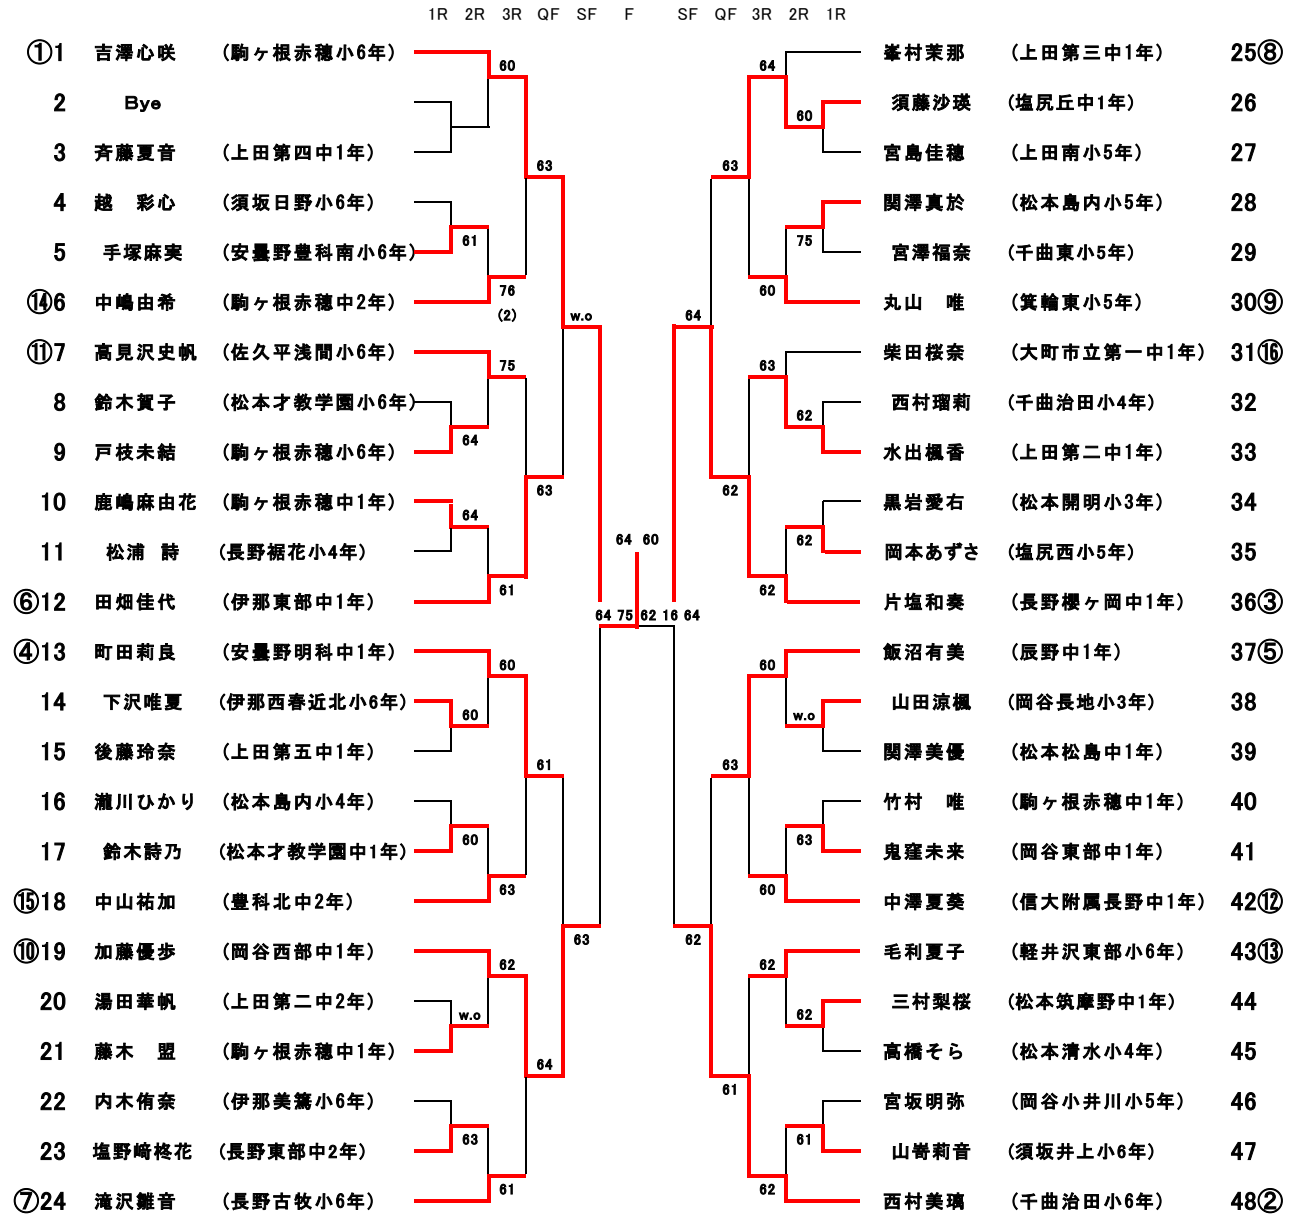 1R 2R 3R QF SF F SF QF 3R 2R 1R
①1 吉澤心咲 (駒ヶ根赤穂小6年) 峯村茉那 (上田第三中1年) 25⑧
60 64
2 Bye 須藤沙瑛 (塩尻丘中1年) 26
60
3 斉藤夏音 (上田第四中1年) 宮島佳穂 (上田南小5年) 27
63 63
4 越 彩心 (須坂日野小6年) 関澤真於 (松本島内小5年) 28
61 75
5 手塚麻実 (安曇野豊科南小6年) 宮澤福奈 (千曲東小5年) 29
76 60
⑭6 中嶋由希 (駒ヶ根赤穂中2年) 丸山 唯 (箕輪東小5年) 30⑨
(2) w.o 64
⑪7 高見沢史帆 (佐久平浅間小6年) 柴田桜奈 (大町市立第一中1年) 31⑯
75 63
8 鈴木賀子 (松本才教学園小6年) 西村瑠莉 (千曲治田小4年) 32
64 62
9 戸枝未結 (駒ヶ根赤穂小6年) 水出楓香 (上田第二中1年) 33
63 62
10 鹿嶋麻由花 (駒ヶ根赤穂中1年) 黒岩愛右 (松本開明小3年) 34
64 62
64 60
11 松浦 詩 (長野裾花小4年) 岡本あずさ (塩尻西小5年) 35
61 62
⑥12 田畑佳代 (伊那東部中1年) 片塩和奏 (長野櫻ヶ岡中1年) 36③
64 75 62 16 64
④13 町田莉良 (安曇野明科中1年) 飯沼有美 (辰野中1年) 37⑤
60 60
14 下沢唯夏 (伊那西春近北小6年) 山田涼楓 (岡谷長地小3年) 38
60 w.o
15 後藤玲奈 (上田第五中1年) 関澤美優 (松本松島中1年) 39
61 63
16 瀧川ひかり (松本島内小4年) 竹村 唯 (駒ヶ根赤穂中1年) 40
60 63
17 鈴木詩乃 (松本才教学園中1年) 鬼窪未来 (岡谷東部中1年) 41
63 60
⑮18 中山祐加 (豊科北中2年) 中澤夏葵 (信大附属長野中1年) 42⑫
63 62
⑩19 加藤優歩 (岡谷西部中1年) 毛利夏子 (軽井沢東部小6年) 43⑬
62 62
20 湯田華帆 (上田第二中2年) 三村梨桜 (松本筑摩野中1年) 44
w.o 62
21 藤木 盟 (駒ヶ根赤穂中1年) 高橋そら (松本清水小4年) 45
64 61
22 内木侑奈 (伊那美篶小6年) 宮坂明弥 (岡谷小井川小5年) 46
63 61
23 塩野﨑柊花 (長野東部中2年) 山嵜莉音 (須坂井上小6年) 47
61 62
⑦24 滝沢雛音 (長野古牧小6年) 西村美璃 (千曲治田小6年) 48②